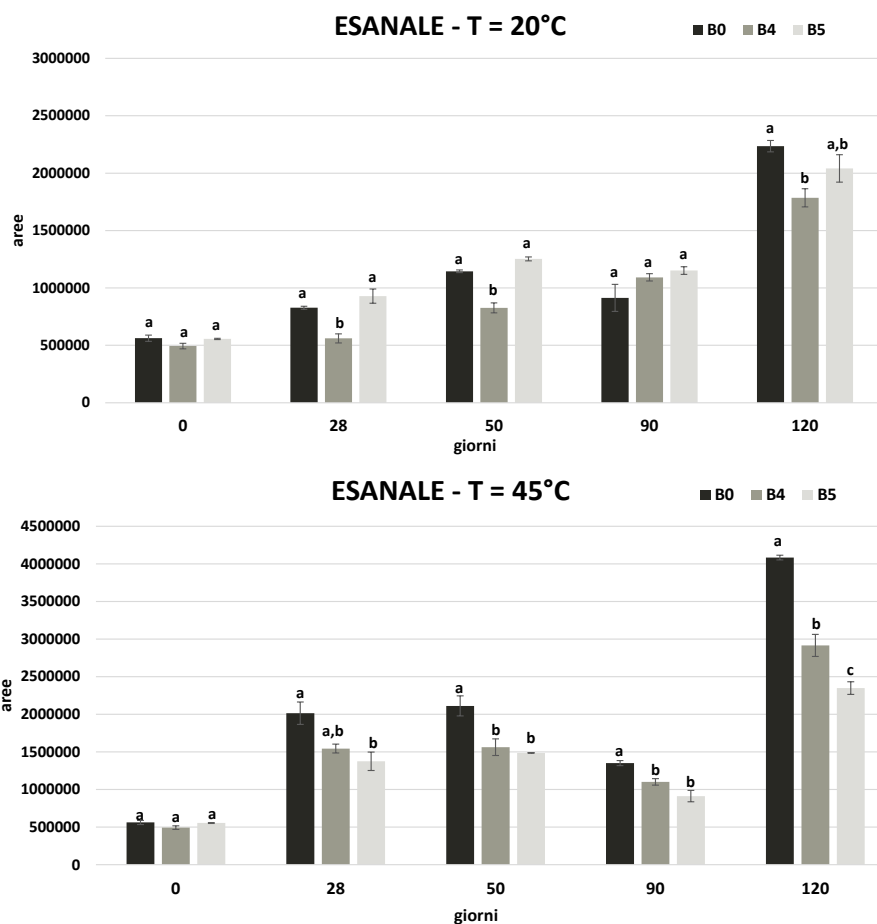 ESANALE - T = 20°C
B0 B4 B5
3000000
2500000
2000000
1500000
1000000
500000
0
aree
a a a
a b a
a b a
a a a
a b a,b
0 28 50 90 120
giorni
ESANALE - T = 45°C
B0 B4 B5
4500000
4000000
3500000
3000000
2500000
2000000
1500000
1000000
500000
0
aree
a a a
a a,b b
a b b
a b b
a b c
0 28 50 90 120
giorni